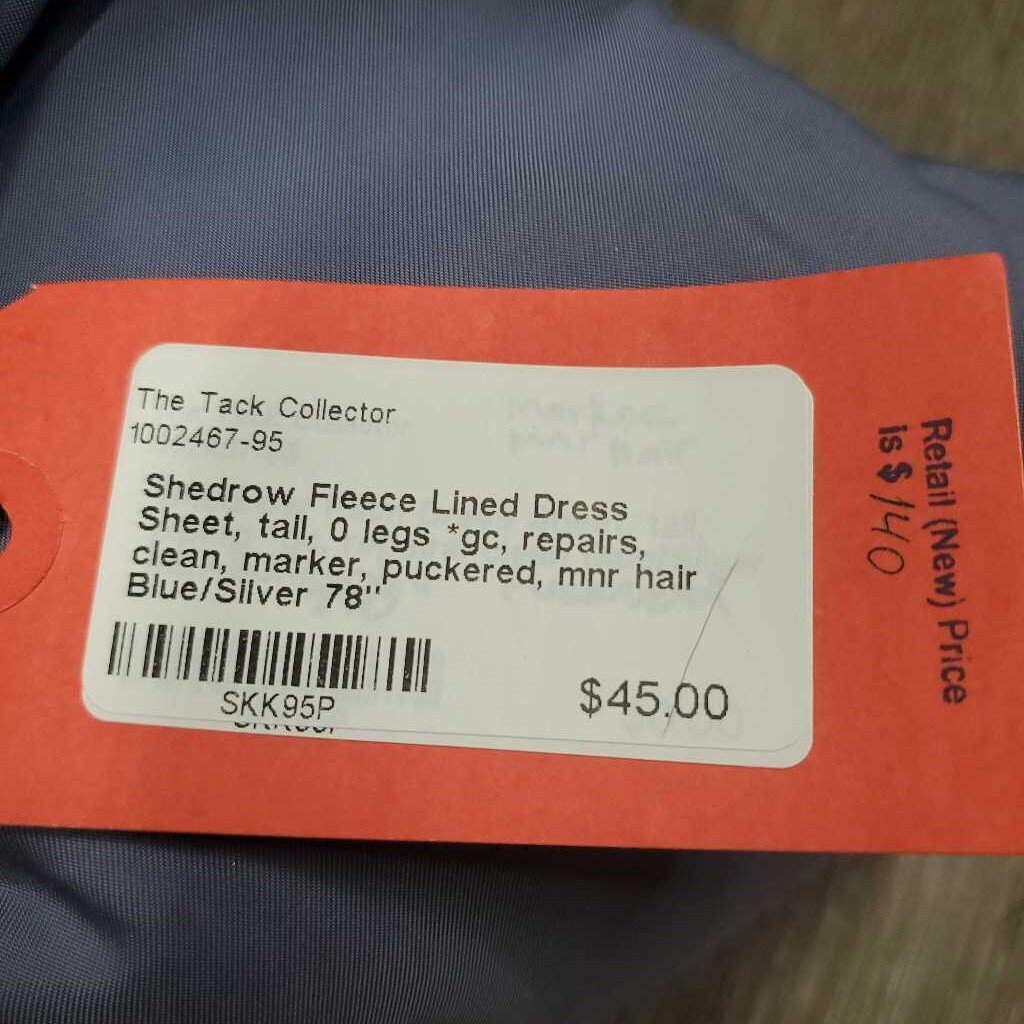 The Tack Collector
1002467-95
Shedrow Fleece Lined Dress
Sheet, tail, 0 legs *gc, repairs,
clean, marker, puckered, mnr hair
Blue/Silver 78''
SKK95P
$45.00
Retail (New) Price
is $ 140